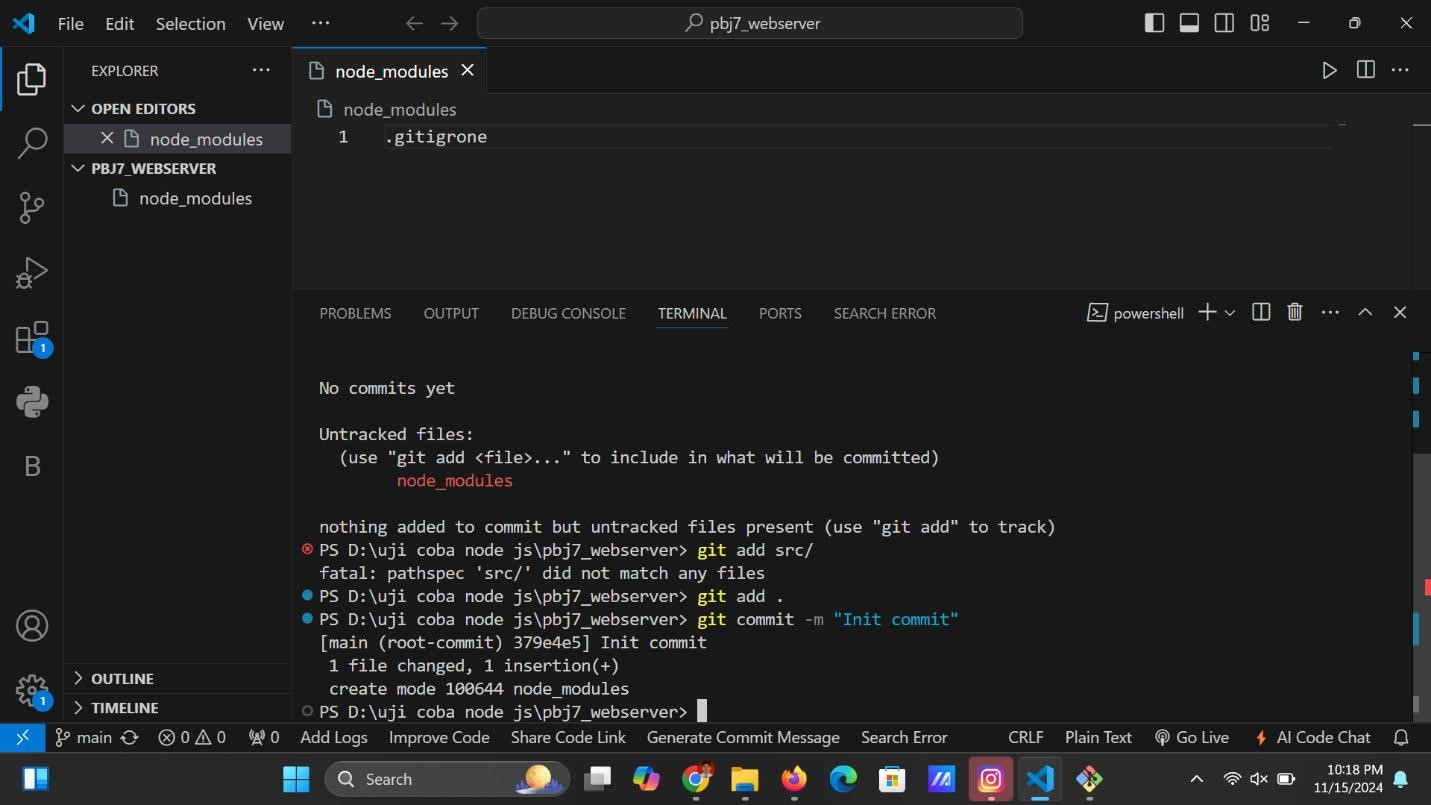 File Edit Selection View ···
pbj7_webserver
EXPLORER
OPEN EDITORS
node_modules
PBJ7_WEBSERVER
node_modules
OUTLINE
TIMELINE
1
B
1
node_modules
node_modules
1 .gitigrone
PROBLEMS OUTPUT DEBUG CONSOLE TERMINAL PORTS SEARCH ERROR
powershell
No commits yet
Untracked files:
(use "git add <file>..." to include in what will be committed)
node_modules
nothing added to commit but untracked files present (use "git add" to track)
PS D:\uji coba node js\pbj7_webserver> git add src/
fatal: pathspec 'src/' did not match any files
PS D:\uji coba node js\pbj7_webserver> git add .
PS D:\uji coba node js\pbj7_webserver> git commit -m "Init commit"
[main (root-commit) 379e4e5] Init commit
1 file changed, 1 insertion(+)
create mode 100644 node_modules
PS D:\uji coba node js\pbj7_webserver>
main 0 0 0 Add Logs Improve Code Share Code Link Generate Commit Message Search Error CRLF Plain Text Go Live AI Code Chat
Search
10:18 PM
11/15/2024